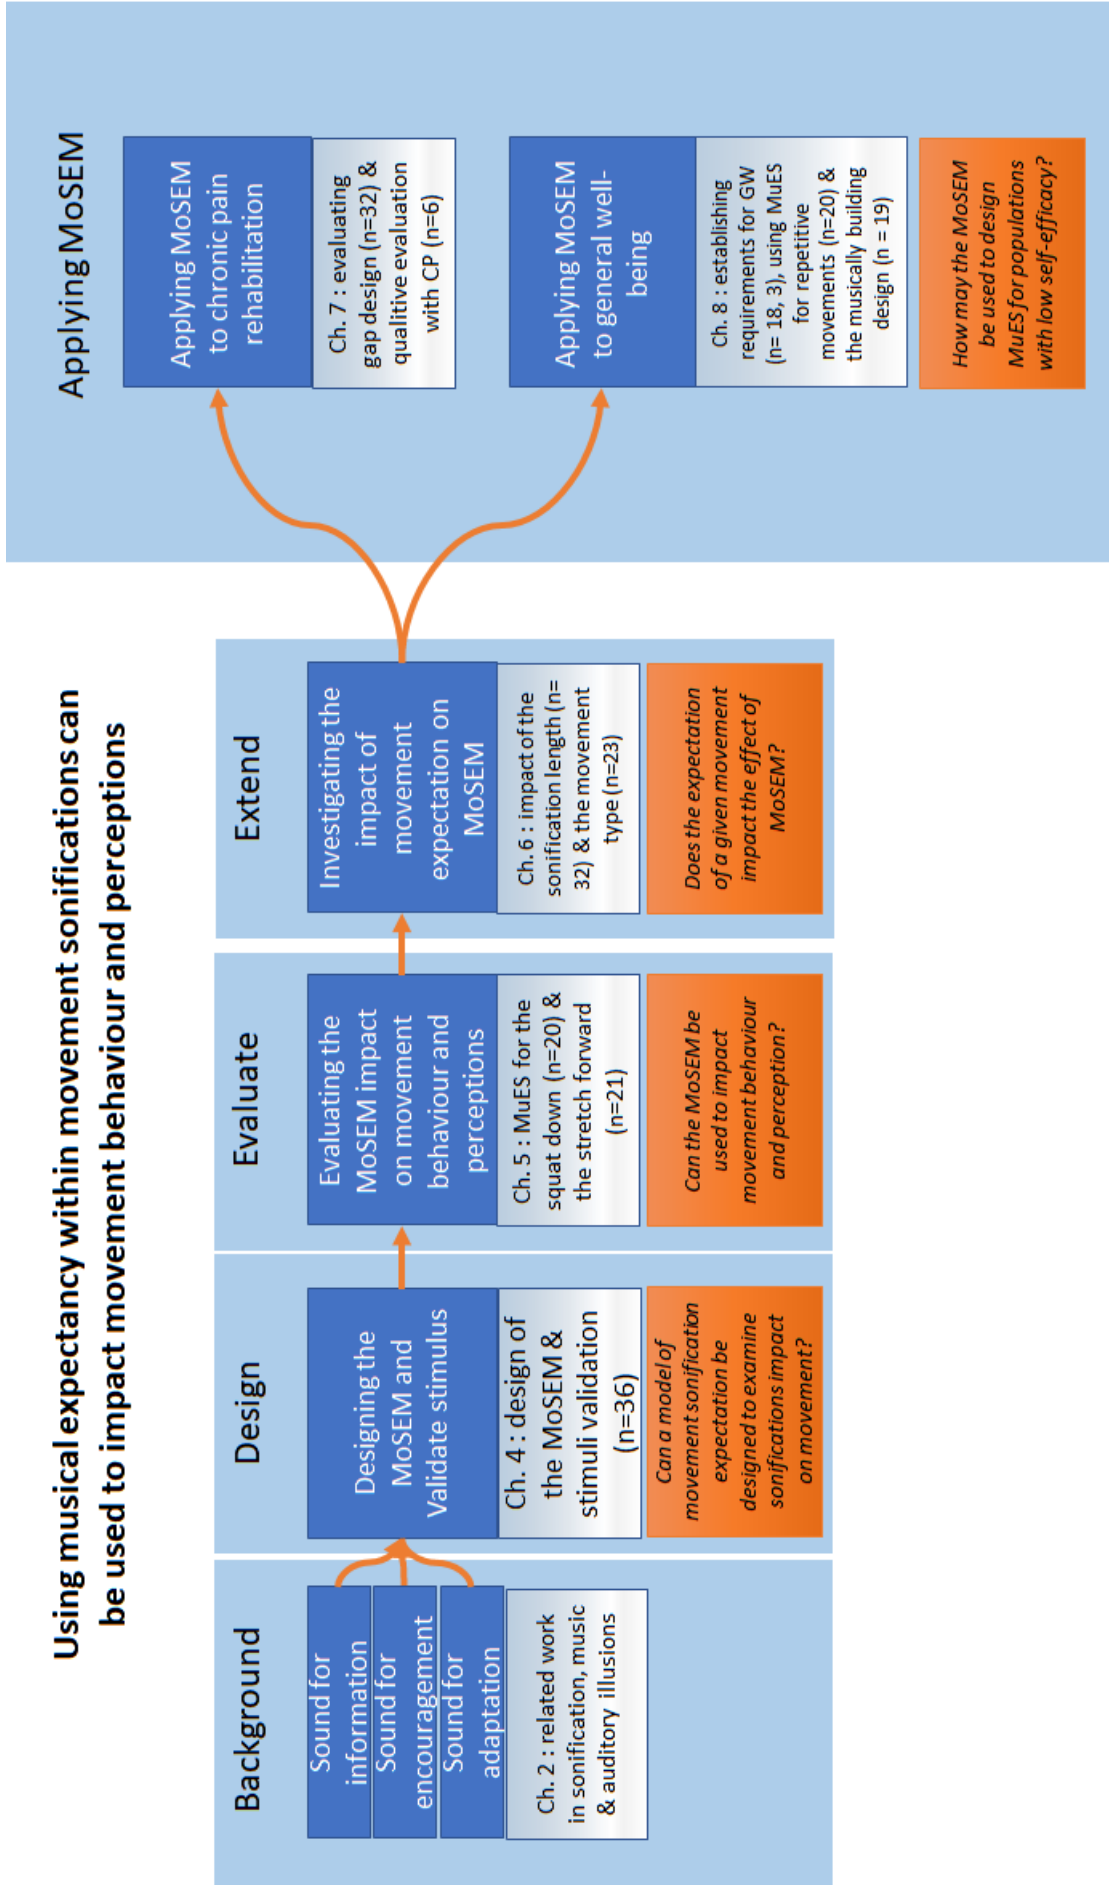 Using musical expectancy within movement sonifications can
be used to impact movement behaviour and perceptions
Background
Sound for
information
Sound for
encouragement
Sound for
adaptation
Ch. 2 : related work
in sonification, music
& auditory illusions
Design
Designing the
MoSEM and
Validate stimulus
Ch. 4 : design of
the MoSEM &
stimuli validation
(n=36)
Can a model of
movement sonification
expectation be
designed to examine
sonifications impact
on movement?
Evaluate
Evaluating the
MoSEM impact
on movement
behaviour and
perceptions
Ch. 5 : MuES for the
squat down (n=20) &
the stretch forward
(n=21)
Can the MoSEM be
used to impact
movement behaviour
and perception?
Extend
Investigating the
impact of
movement
expectation on
MoSEM
Ch. 6 : impact of the
sonification length (n=
32) & the movement
type (n=23)
Does the expectation
of a given movement
impact the effect of
MoSEM?
Applying MoSEM
Applying MoSEM
to chronic pain
rehabilitation
Ch. 7 : evaluating
gap design (n=32) &
qualitative evaluation
with CP (n=6)
Applying MoSEM
to general well-
being
Ch. 8 : establishing
requirements for GW
(n= 18, 3), using MuES
for repetitive
movements (n=20) &
the musically building
design (n = 19)
How may the MoSEM
be used to design
MuES for populations
with low self-efficacy?